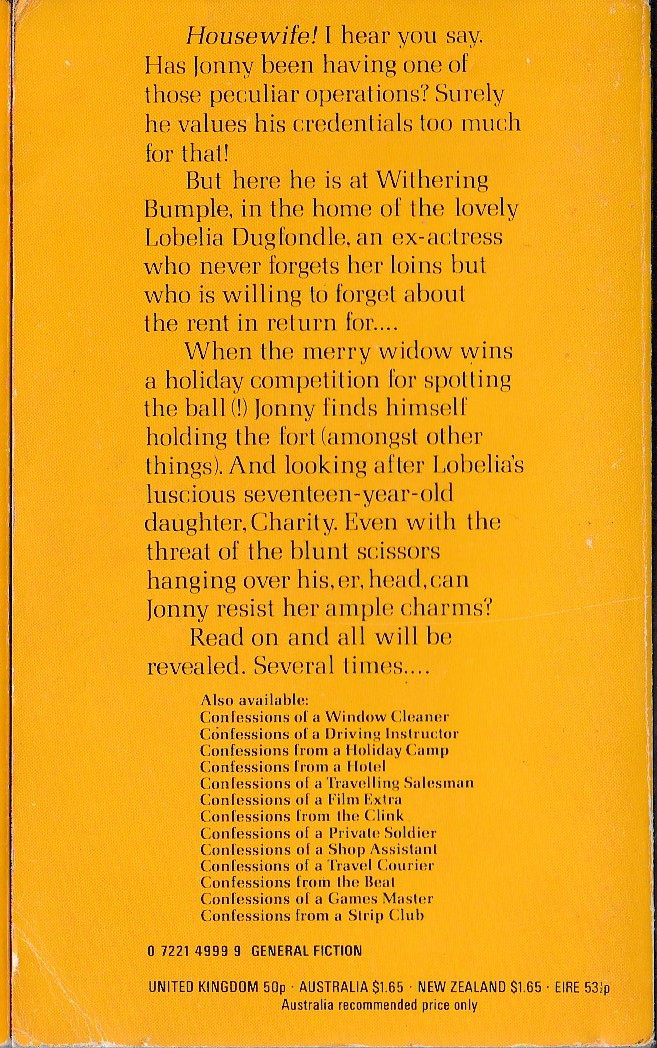 Housewife! I hear you say.
Has Jonny been having one of
those peculiar operations? Surely
he values his credentials too much
for that!
But here he is at Withering
Bumple, in the home of the lovely
Lobelia Dugfondle, an ex-actress
who never forgets her loins but
who is willing to forget about
the rent in return for....
When the merry widow wins
a holiday competition for spotting
the ball (!) Jonny finds himself
holding the fort (amongst other
things). And looking after Lobelia's
luscious seventeen-year-old
daughter, Charity. Even with the
threat of the blunt scissors
hanging over his, er, head, can
Jonny resist her ample charms?
Read on and all will be
revealed. Several times....
Also available:
Confessions of a Window Cleaner
Confessions of a Driving Instructor
Confessions from a Holiday Camp
Confessions from a Hotel
Confessions of a Travelling Salesman
Confessions of a Film Extra
Confessions from the Clink
Confessions of a Private Soldier
Confessions of a Shop Assistant
Confessions of a Travel Courier
Confessions from the Beat
Confessions of a Games Master
Confessions from a Strip Club
0 7221 4999 9 GENERAL FICTION
UNITED KINGDOM 50p · AUSTRALIA $1.65 · NEW ZEALAND $1.65 · EIRE 53½p
Australia recommended price only